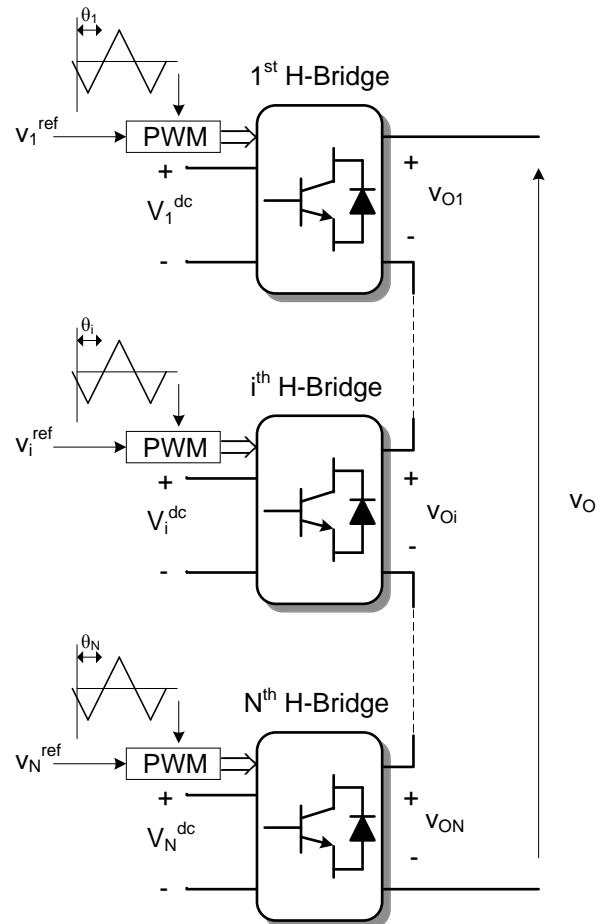 θ1
1st H-Bridge
v1ref
PWM
+
+
V1dc
vO1
-
-
θi
ith H-Bridge
viref
PWM
+
+
Vidc
vOi
vO
-
-
θN
Nth H-Bridge
vNref
PWM
+
+
VNdc
vON
-
-